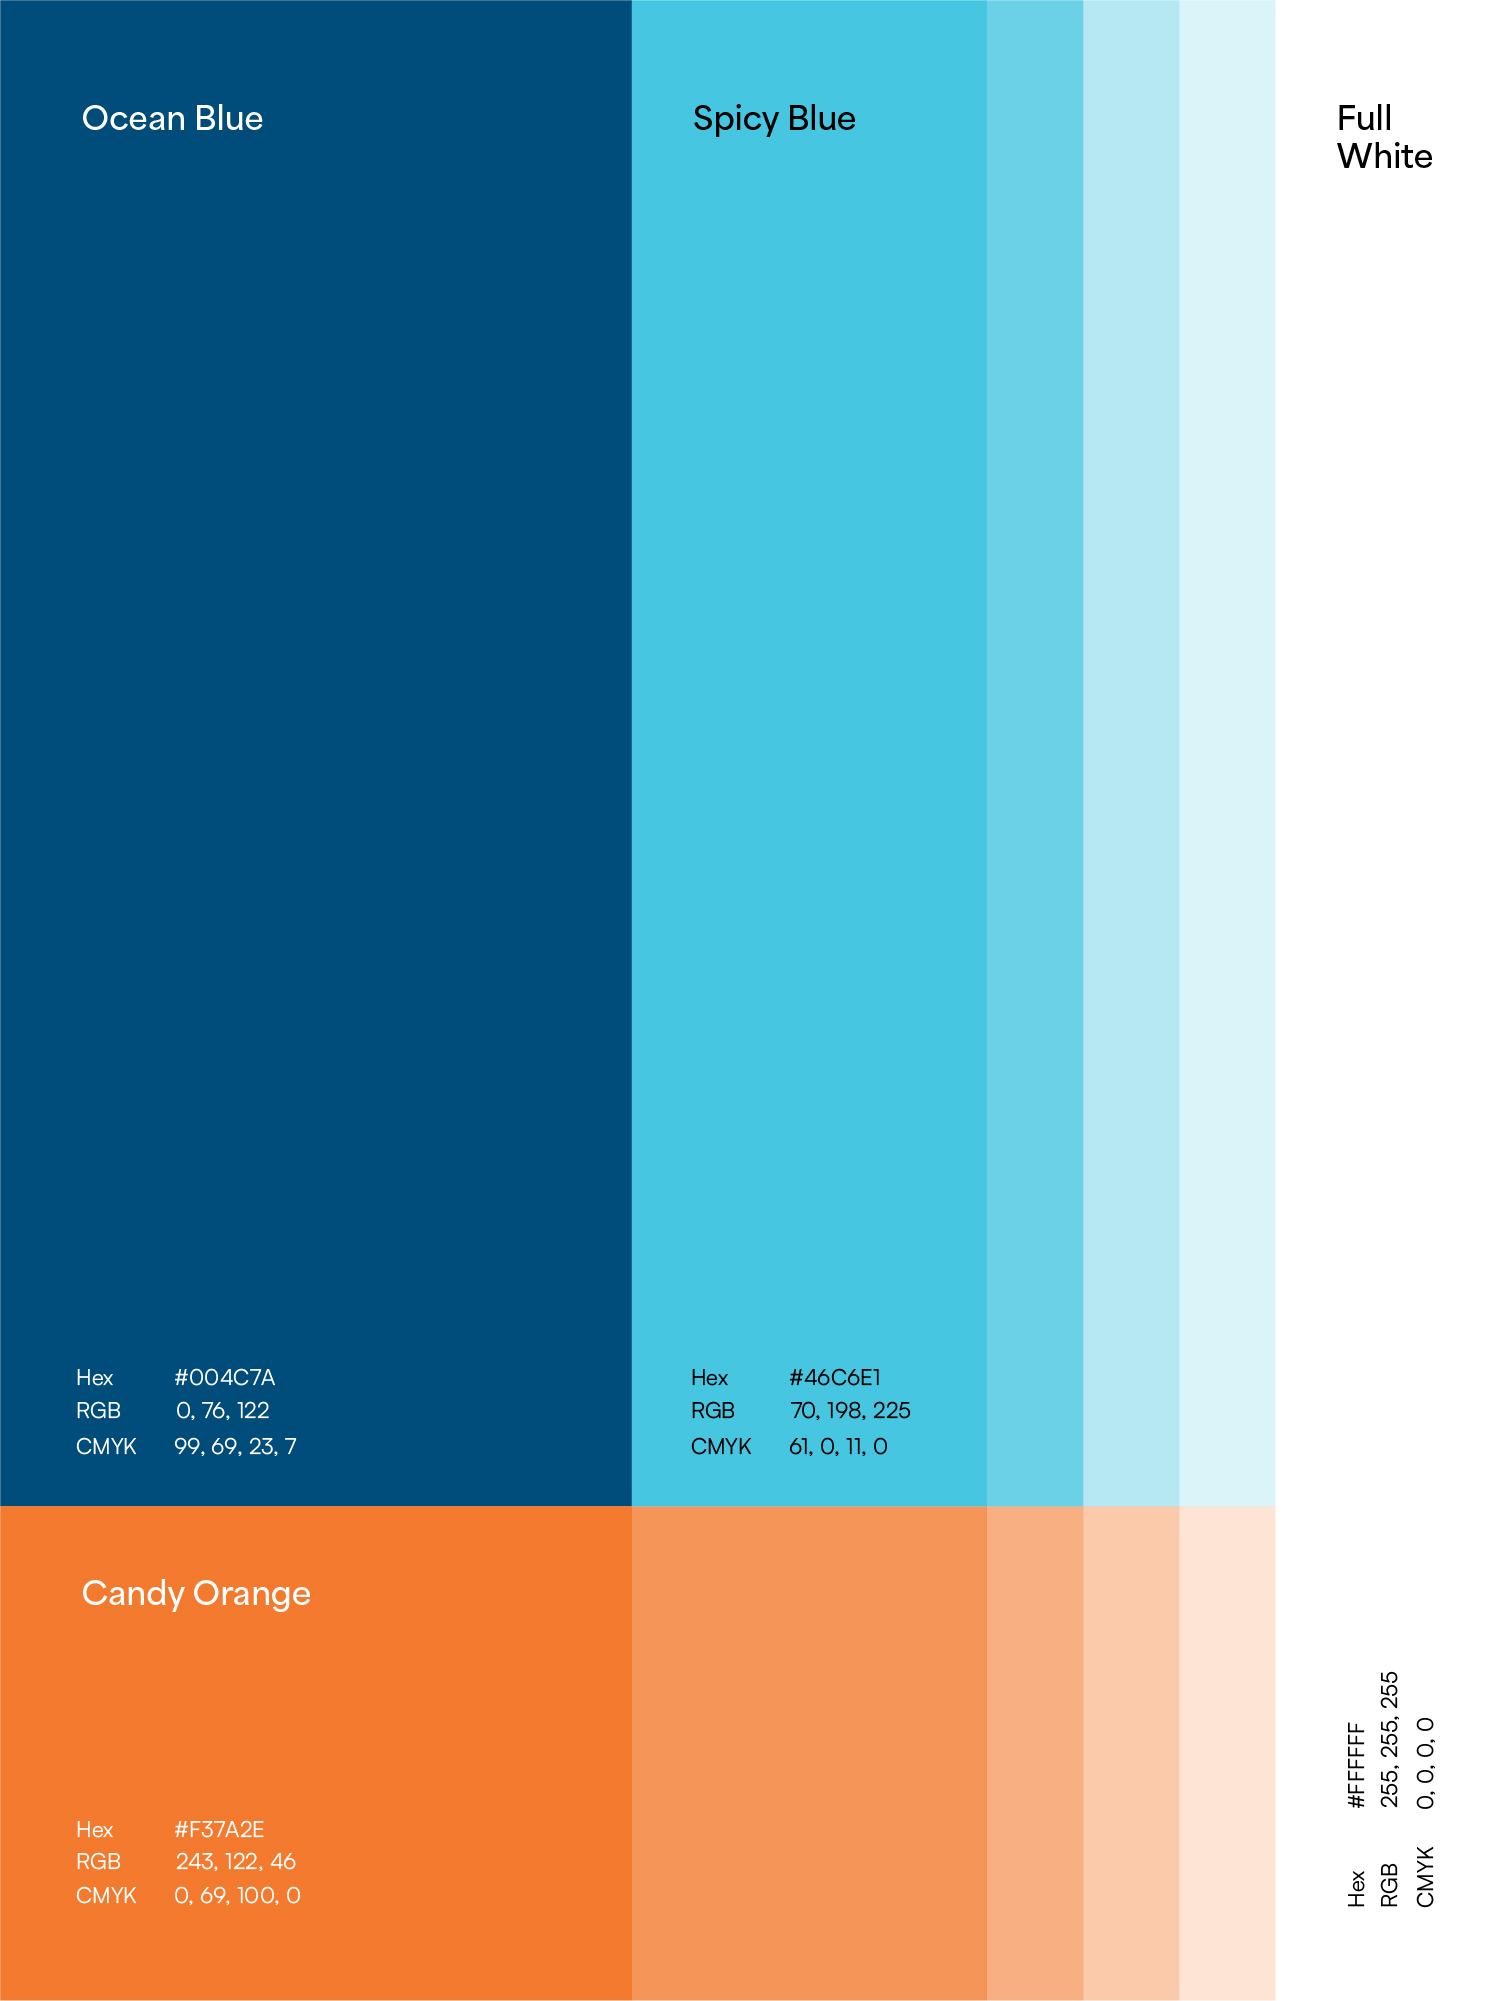 Ocean Blue
Hex #004C7A
RGB 0, 76, 122
CMYK 99, 69, 23, 7
Spicy Blue
Hex #46C6E1
RGB 70, 198, 225
CMYK 61, 0, 11, 0
Full
White
Candy Orange
Hex #F37A2E
RGB 243, 122, 46
CMYK 0, 69, 100, 0
Hex #FFFFFF
RGB 255, 255, 255
CMYK 0, 0, 0, 0